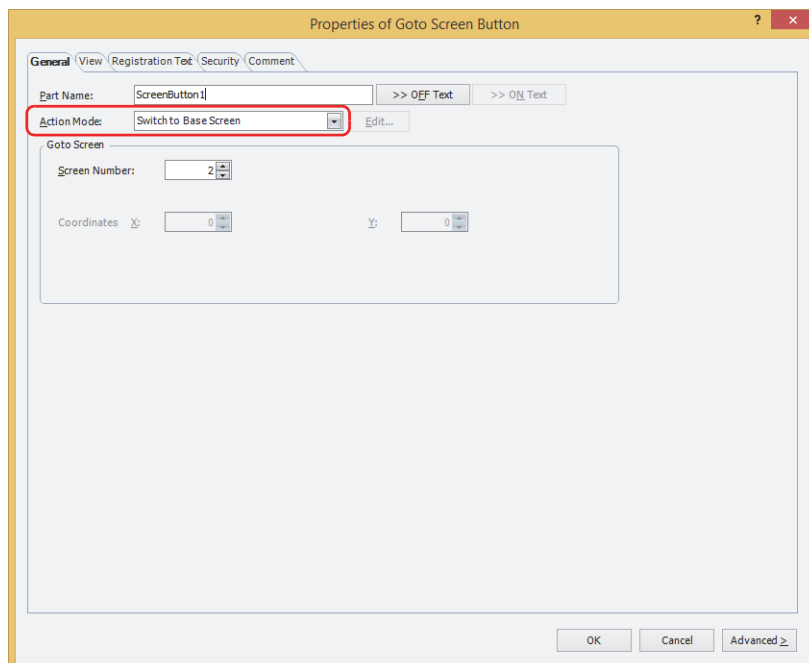 Properties of Goto Screen Button ? ×
General View Registration Text Security Comment
Part Name: ScreenButton1 >> OFF Text >> ON Text
Action Mode: Switch to Base Screen Edit...
Goto Screen
Screen Number: 2
Coordinates X: 0 Y: 0
OK Cancel Advanced >